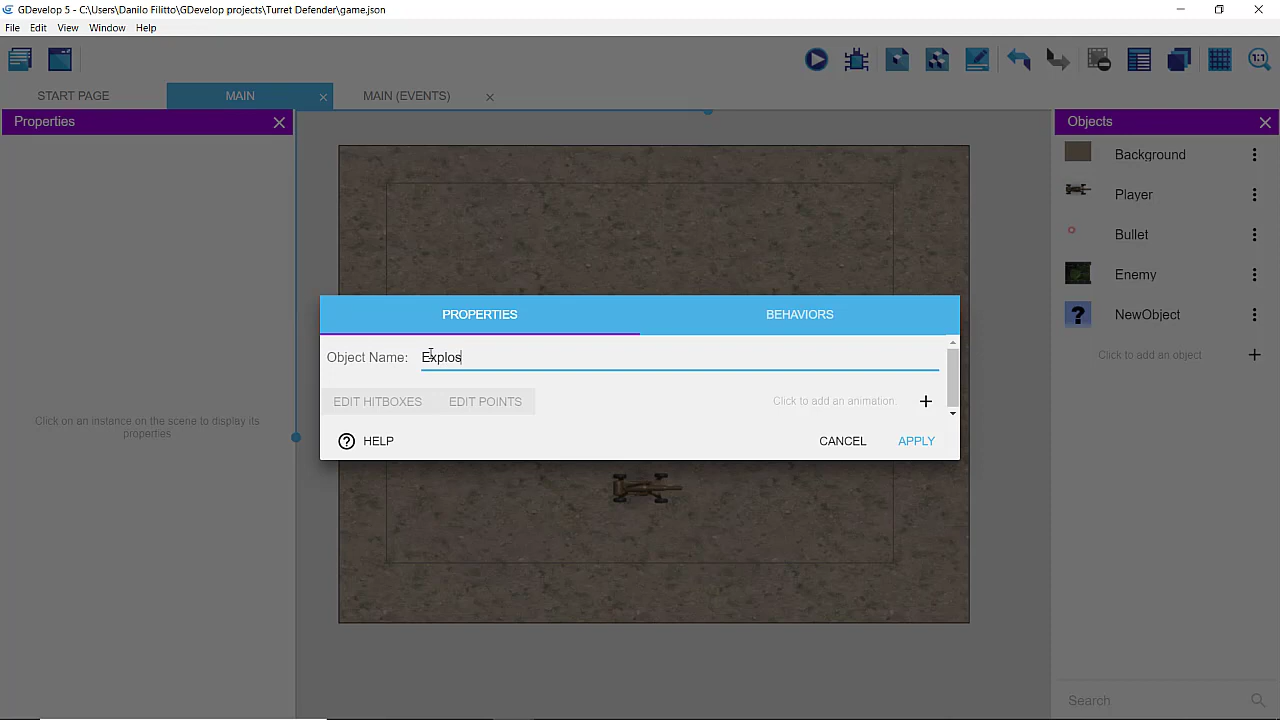 GDevelop 5 - C:\Users\Danilo Filitto\GDevelop projects\Turret Defender\game.json
File Edit View Window Help
1:1
START PAGE MAIN MAIN (EVENTS)
Properties
Objects
Background
Player
Bullet
Enemy
? NewObject
Click to add an object
PROPERTIES BEHAVIORS
Object Name: Explos
EDIT HITBOXES EDIT POINTS Click to add an animation
? HELP CANCEL APPLY
Click on an instance on the scene to display its
properties
Search